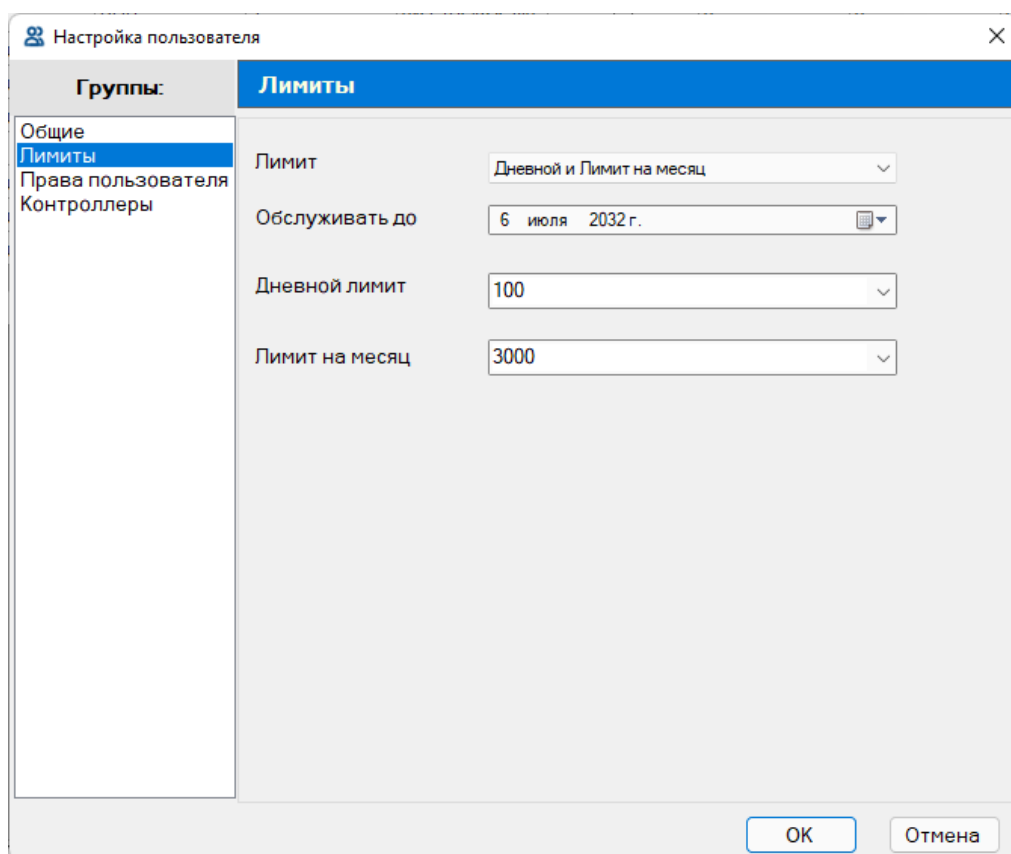 Настройка пользователя
Группы:
Лимиты
Общие
Лимиты
Права пользователя
Контроллеры
Лимит
Дневной и Лимит на месяц
Обслуживать до
6 июля 2032 г.
Дневной лимит
100
Лимит на месяц
3000
OK
Отмена